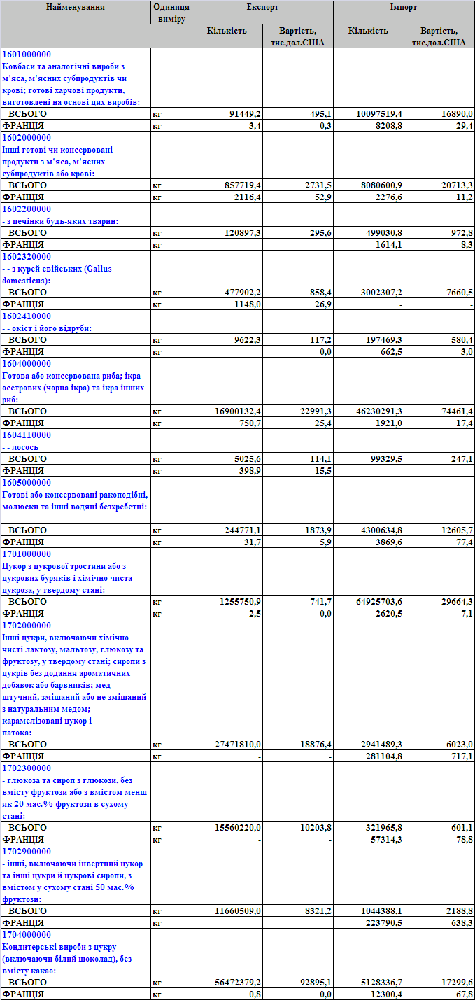 Найменування Одиниця виміру Експорт Імпорт
Кількість Вартість, тис.дол.США Кількість Вартість, тис.дол.США
1601000000
Ковбаси та аналогічні вироби з
м'яса, м'ясних субпродуктів чи
крові; готові харчові продукти,
виготовлені на основі цих виробів:
ВСЬОГО кг 91449,2 495,1 10097519,4 16890,0
ФРАНЦІЯ кг 3,4 0,3 8208,8 29,4
1602000000
Інші готові чи консервовані
продукти з м'яса, м'ясних
субпродуктів або крові:
ВСЬОГО кг 857719,4 2731,5 8080600,9 20713,3
ФРАНЦІЯ кг 2116,4 52,9 2276,6 11,2
1602200000
- з печінки будь-яких тварин:
ВСЬОГО кг 120897,3 295,6 499030,8 972,8
ФРАНЦІЯ кг - - 1614,1 8,3
1602320000
- - з курей свійських (Gallus
domesticus):
ВСЬОГО кг 477902,2 858,4 3002307,2 7660,5
ФРАНЦІЯ кг 1148,0 26,9 - -
1602410000
- - окіст і його відруби:
ВСЬОГО кг 9622,3 117,2 197469,3 580,4
ФРАНЦІЯ кг - 0,0 662,5 3,0
1604000000
Готова або консервована риба; ікра
осетрових (чорна ікра) та ікра інших
риб:
ВСЬОГО кг 16900132,4 22991,3 46230291,3 74461,4
ФРАНЦІЯ кг 750,7 25,4 1921,0 17,4
1604110000
- - лосось
ВСЬОГО кг 5025,6 114,1 99329,5 247,1
ФРАНЦІЯ кг 398,9 15,5 - -
1605000000
Готові або консервовані ракоподібні,
молюски та інші водяні безхребетні:
ВСЬОГО кг 244771,1 1873,9 4300634,8 12605,7
ФРАНЦІЯ кг 31,7 5,9 3869,6 77,4
1701000000
Цукор з цукрової тростини або з
цукрових буряків і хімічно чиста
цукроза, у твердому стані:
ВСЬОГО кг 1255750,9 741,7 64925703,6 29664,3
ФРАНЦІЯ кг 2,5 0,0 2620,5 7,1
1702000000
Інші цукри, включаючи хімічно
чисті лактозу, мальтозу, глюкозу та
фруктозу, у твердому стані; сиропи з
цукрів без додання ароматичних
добавок або барвників; мед
штучний, змішаний або не змішаний
з натуральним медом;
карамелізовані цукор і
патока:
ВСЬОГО кг 27471810,0 18876,4 2941489,3 6023,0
ФРАНЦІЯ кг - - 281104,8 717,1
1702300000
- глюкоза та сироп з глюкози, без
вмісту фруктози або з вмістом менш
як 20 мас.% фруктози в сухому
стані:
ВСЬОГО кг 15560220,0 10203,8 321965,8 601,1
ФРАНЦІЯ кг - - 57314,3 78,8
1702900000
- інші, включаючи інвертний цукор
та інші цукри й цукрові сиропи, з
вмістом у сухому стані 50 мас.%
фруктози:
ВСЬОГО кг 11660509,0 8321,2 1044388,1 2188,8
ФРАНЦІЯ кг - - 223790,5 638,3
1704000000
Кондитерські вироби з цукру
(включаючи білий шоколад), без
вмісту какао:
ВСЬОГО кг 56472379,2 92895,1 5128336,7 17299,6
ФРАНЦІЯ кг 0,8 0,0 12300,4 67,8